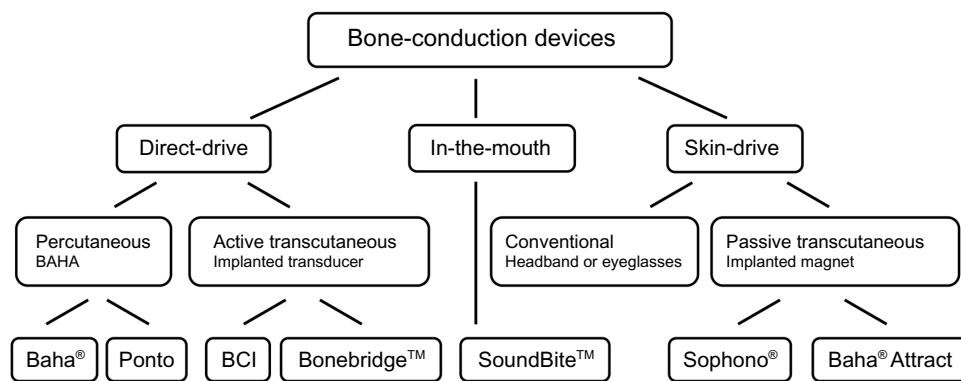 Bone-conduction devices
Direct-drive
In-the-mouth
Skin-drive
Percutaneous
BAHA
Active transcutaneous
Implanted transducer
Conventional
Headband or eyeglasses
Passive transcutaneous
Implanted magnet
Baha®
Ponto
BCI
Bonebridge™
SoundBite™
Sophono®
Baha® Attract